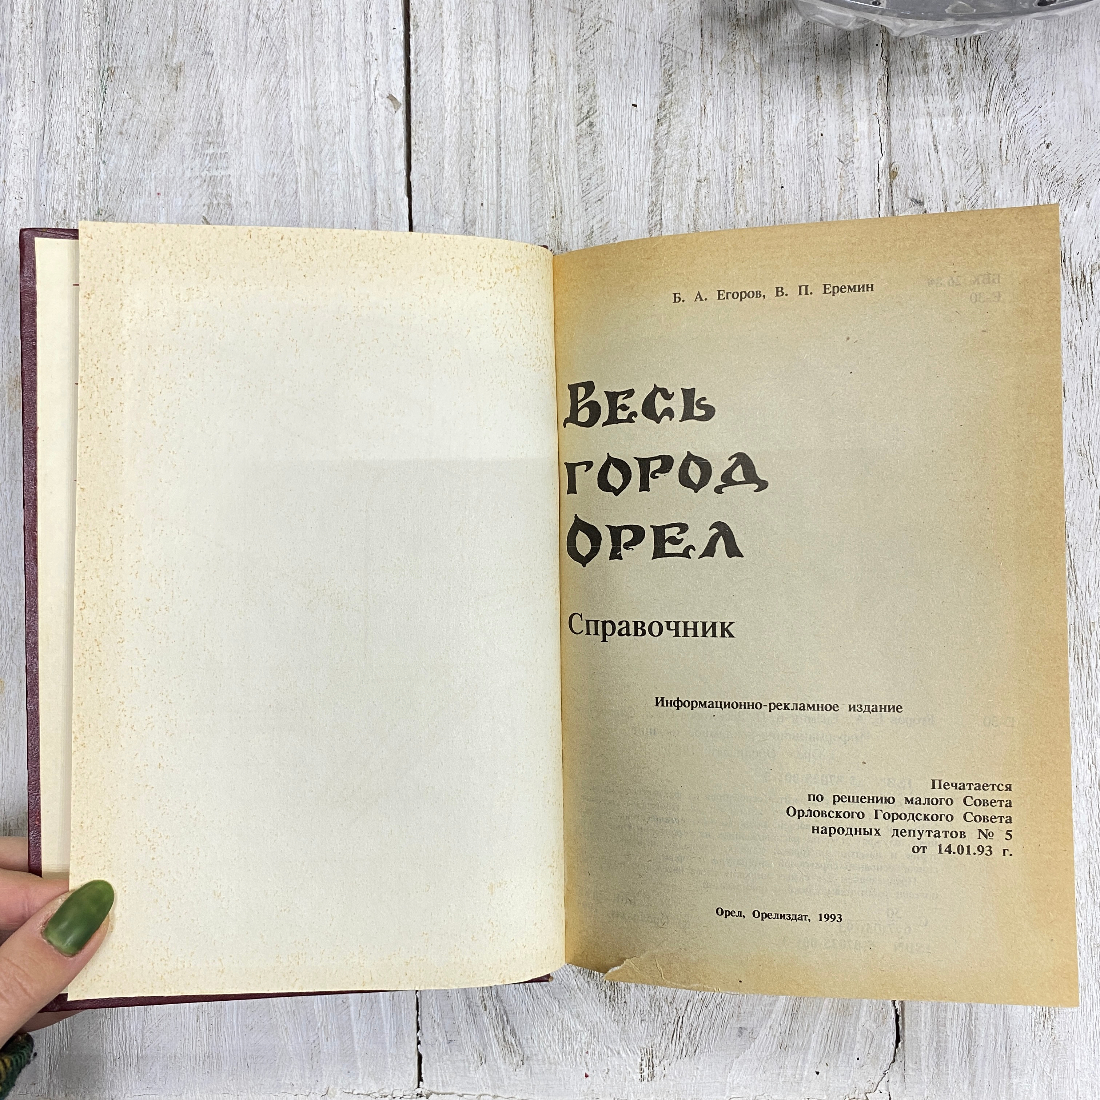 Б. А. Егоров, В. П. Еремин
Весь
город
Орел
Справочник
Информационно-рекламное издание
Печатается
по решению малого Совета
Орловского Городского Совета
народных депутатов № 5
от 14.01.93 г.
Орел, Орелиздат, 1993